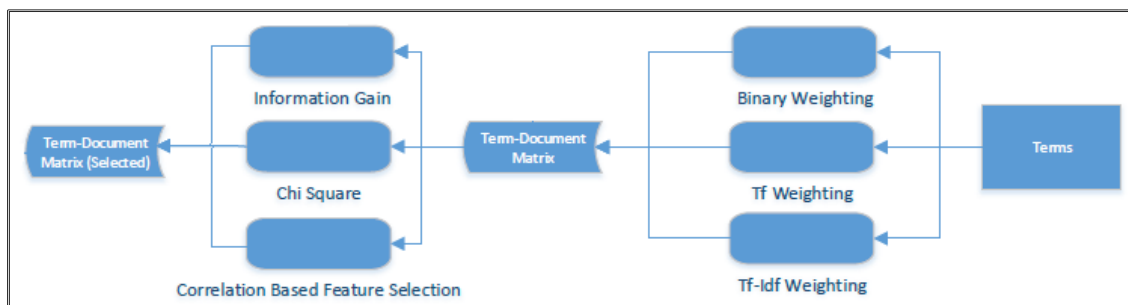 Information Gain
Binary Weighting
Term-Document
Matrix (Selected)
Term-Document
Matrix
Terms
Chi Square
Tf Weighting
Correlation Based Feature Selection
Tf-Idf Weighting